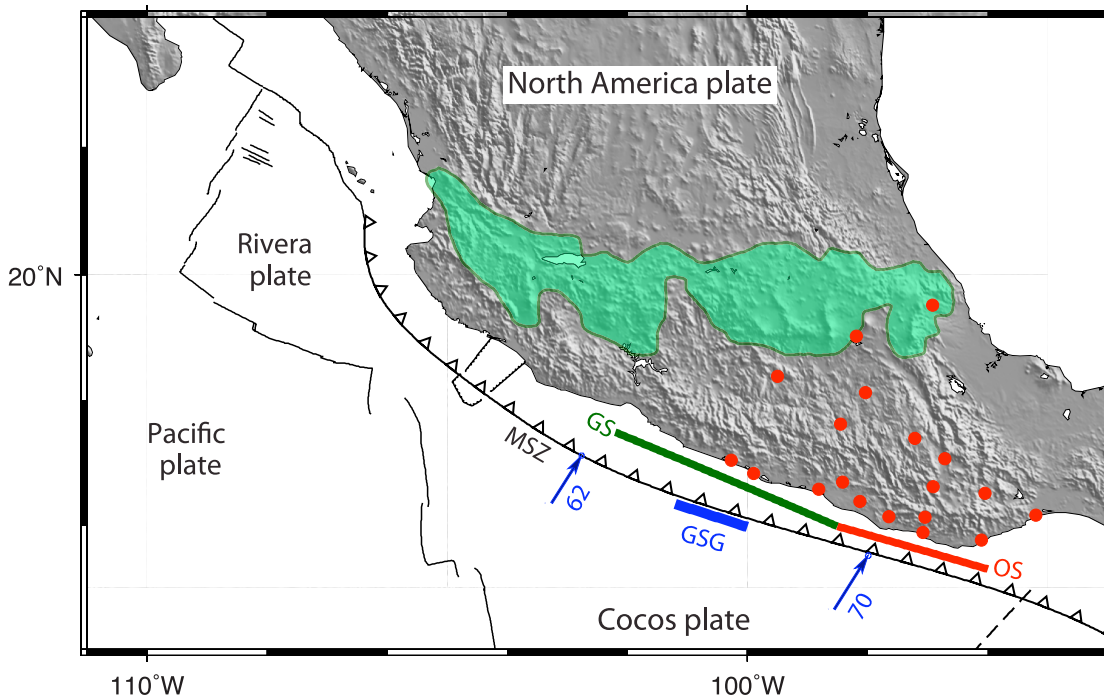 North America plate
Rivera
plate
20°N
Pacific
plate
MSZ
GS
62
GSG
OS
70
Cocos plate
110°W
100°W